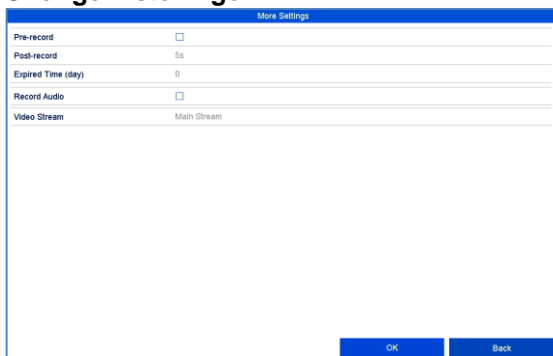 More Settings
Pre-record
Post-record 5s
Expired Time (day) 0
Record Audio
Video Stream Main Stream
OK Back